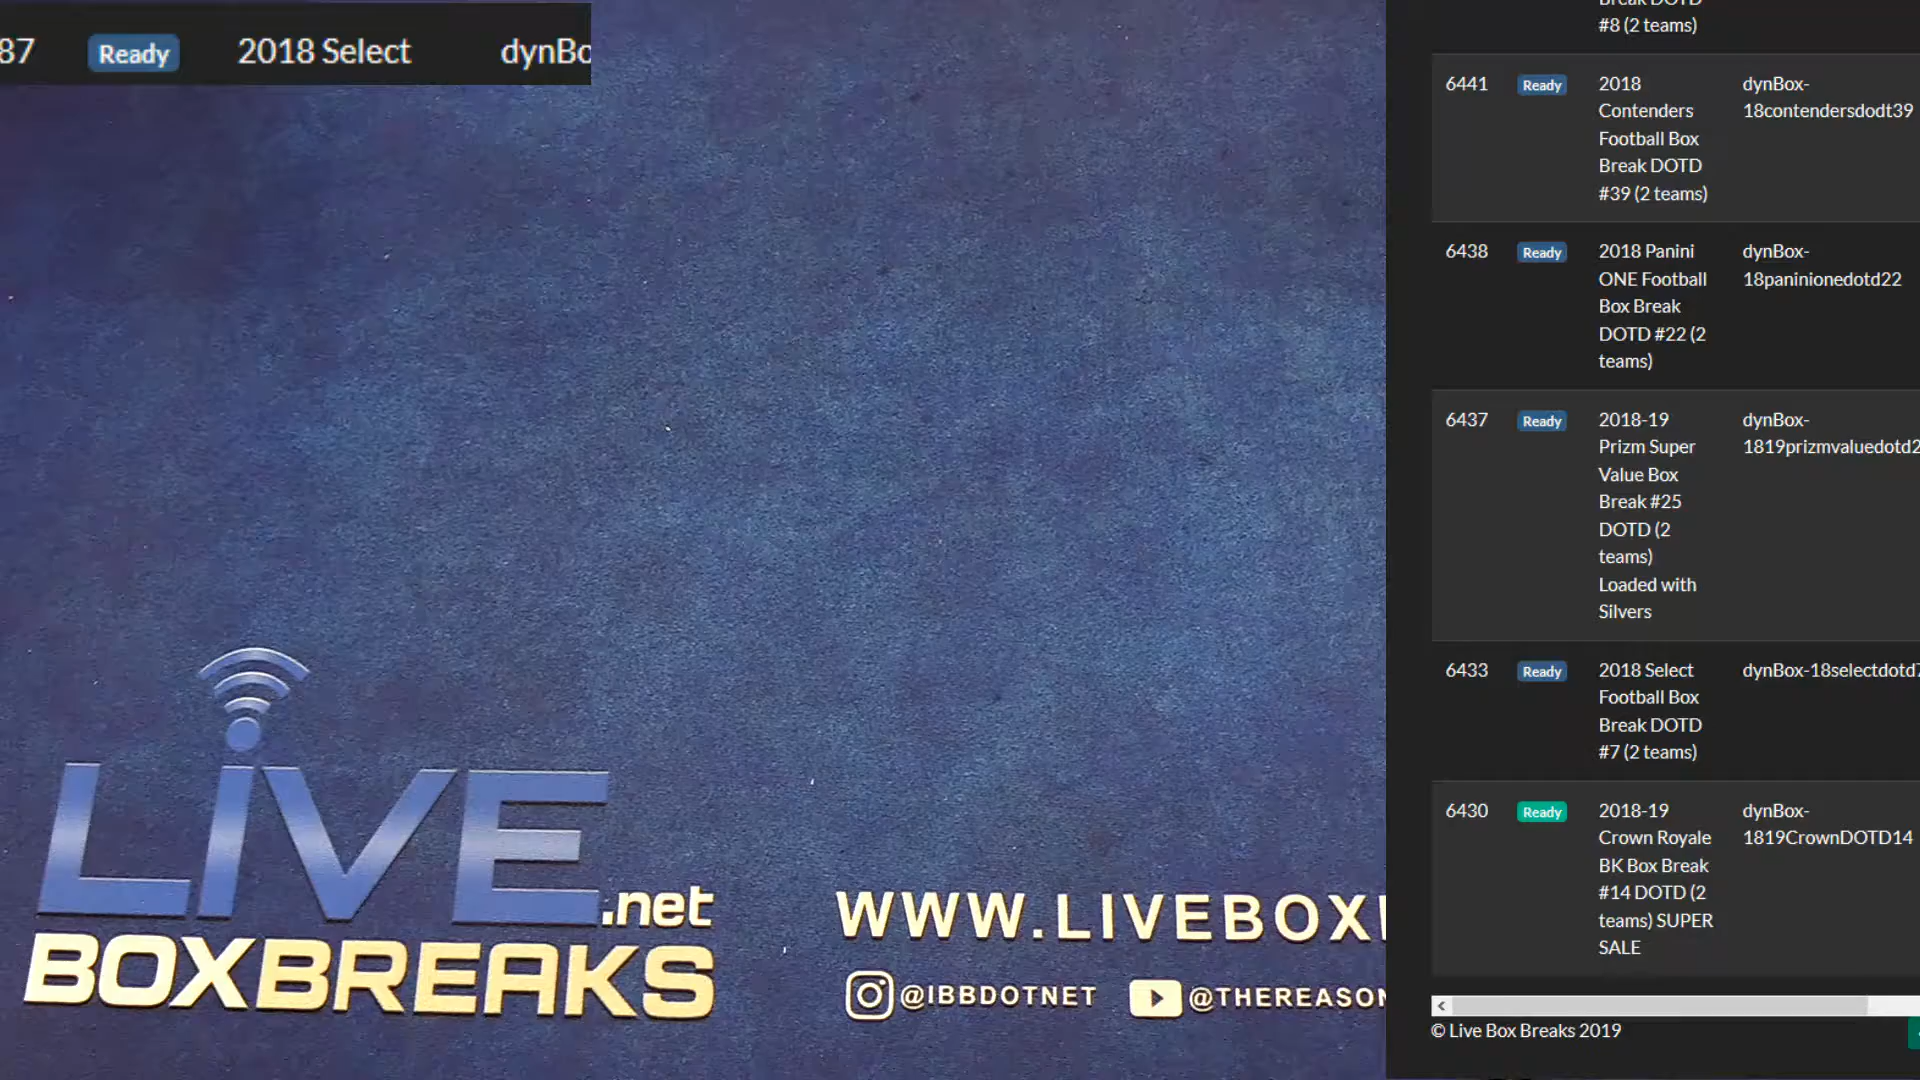 87 Ready 2018 Select dynBo
#8 (2 teams)
6441 Ready 2018 dynBox-
Contenders 18contendersdodt39
Football Box
Break DOTD
#39 (2 teams)
6438 Ready 2018 Panini dynBox-
ONE Football 18paninionedotd22
Box Break
DOTD #22 (2
teams)
6437 Ready 2018-19 dynBox-
Prizm Super 1819prizmvaluedotd2
Value Box
Break #25
DOTD (2
teams)
Loaded with
Silvers
6433 Ready 2018 Select dynBox-18selectdotd7
Football Box
Break DOTD
#7 (2 teams)
6430 Ready 2018-19 dynBox-
Crown Royale 1819CrownDOTD14
BK Box Break
#14 DOTD (2
teams) SUPER
SALE
© Live Box Breaks 2019
LIVE.net
BOXBREAKS
WWW.LIVEBOX
@IBBDOTNET @THEREASON